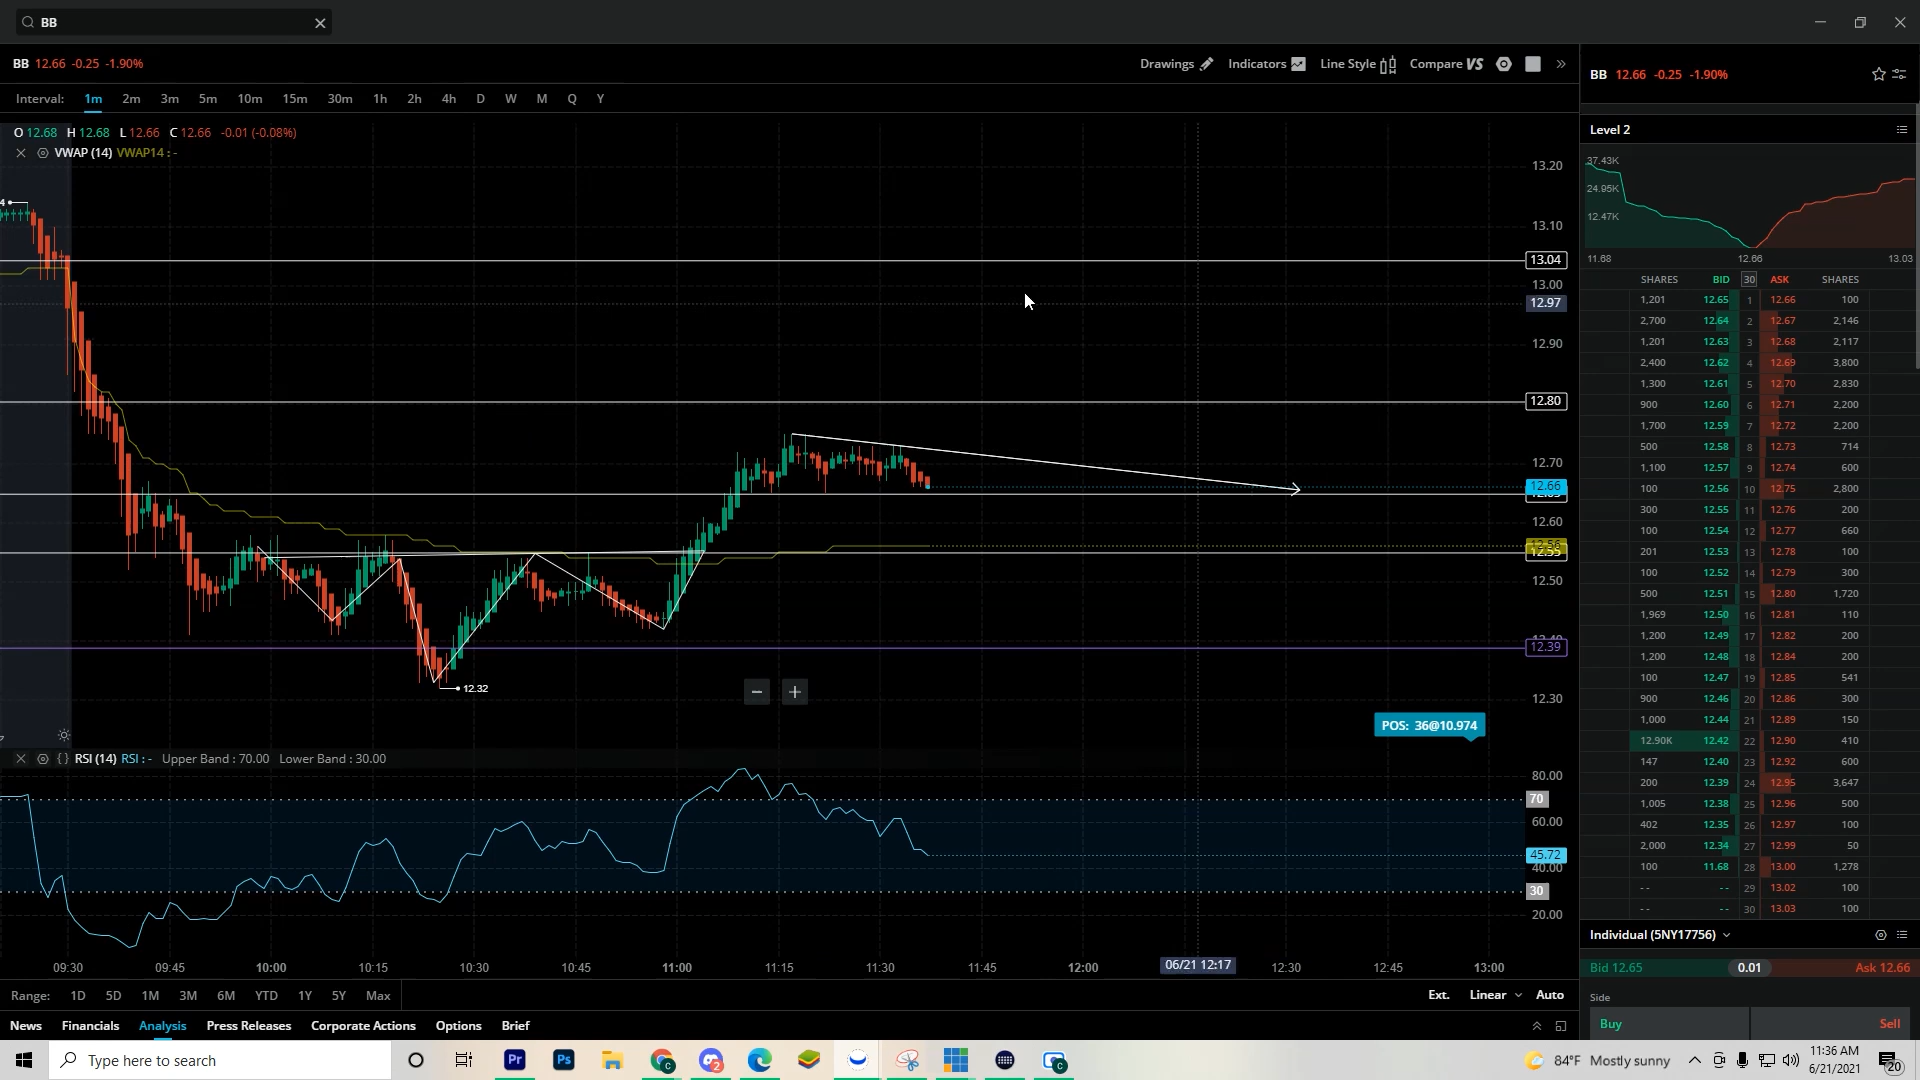 BB
BB 12.66 -0.25 -1.90%
Drawings Indicators Line Style Compare VS
BB 12.66 -0.25 -1.90%
Interval: 1m 2m 3m 5m 10m 15m 30m 1h 2h 4h D W M Q Y
O 12.68 H 12.68 L 12.66 C 12.66 -0.01 (-0.08%)
VWAP (14) VWAP14 : -
13.20
13.10
13.04
13.00
12.97
12.90
12.80
12.70
12.66
12.60
12.55
12.50
12.39
12.32
12.30
POS: 36@10.974
RSI (14) RSI : - Upper Band : 70.00 Lower Band : 30.00
80.00
70
60.00
45.72
40.00
30
20.00
09:30 09:45 10:00 10:15 10:30 10:45 11:00 11:15 11:30 11:45 12:00 06/21 12:17 12:30 12:45 13:00
Range: 1D 5D 1M 3M 6M YTD 1Y 5Y Max
Ext. Linear Auto
News Financials Analysis Press Releases Corporate Actions Options Brief
Level 2
37.43K
24.95K
12.47K
11.68 12.66 13.03
SHARES BID 30 ASK SHARES
1,201 12.65 1 12.66 100
2,700 12.64 2 12.67 2,146
1,201 12.63 3 12.68 2,117
2,400 12.62 4 12.69 3,800
1,300 12.61 5 12.70 2,830
900 12.60 6 12.71 2,200
1,700 12.59 7 12.72 2,200
500 12.58 8 12.73 714
1,100 12.57 9 12.74 600
100 12.56 10 12.75 2,800
300 12.55 11 12.76 200
100 12.54 12 12.77 660
201 12.53 13 12.78 100
100 12.52 14 12.79 300
500 12.51 15 12.80 1,720
1,969 12.50 16 12.81 110
1,200 12.49 17 12.82 200
1,200 12.48 18 12.84 200
100 12.47 19 12.85 541
900 12.46 20 12.86 300
1,000 12.44 21 12.89 150
12.90K 12.42 22 12.90 410
147 12.40 23 12.92 600
200 12.39 24 12.95 3,647
1,005 12.38 25 12.96 500
402 12.35 26 12.97 100
2,000 12.34 27 12.99 50
100 11.68 28 13.00 1,278
-- -- 29 13.02 100
-- -- 30 13.03 100
Individual (5NY17756)
Bid 12.65 0.01 Ask 12.66
Side
Buy Sell
Type here to search
Pr Ps 2
84°F Mostly sunny
11:36 AM
6/21/2021
20